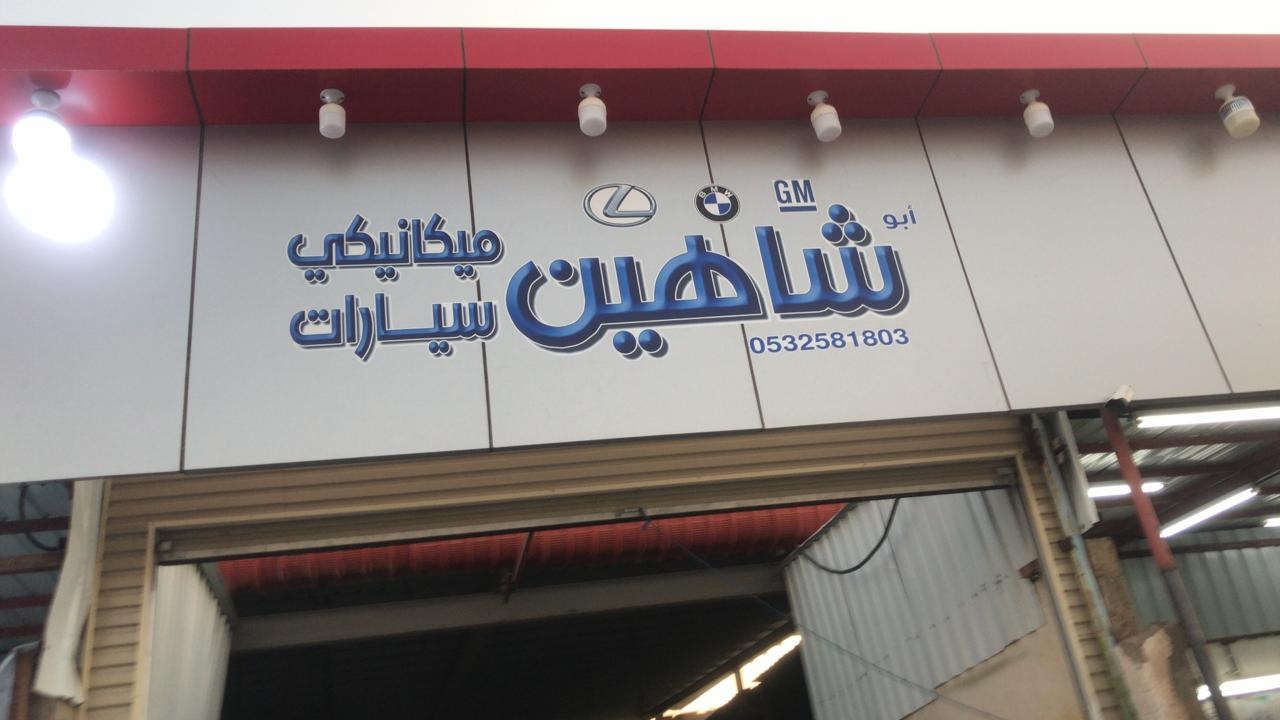 GM
BMW
أبو
شاهين
ميكانيكي
سيارات
0532581803